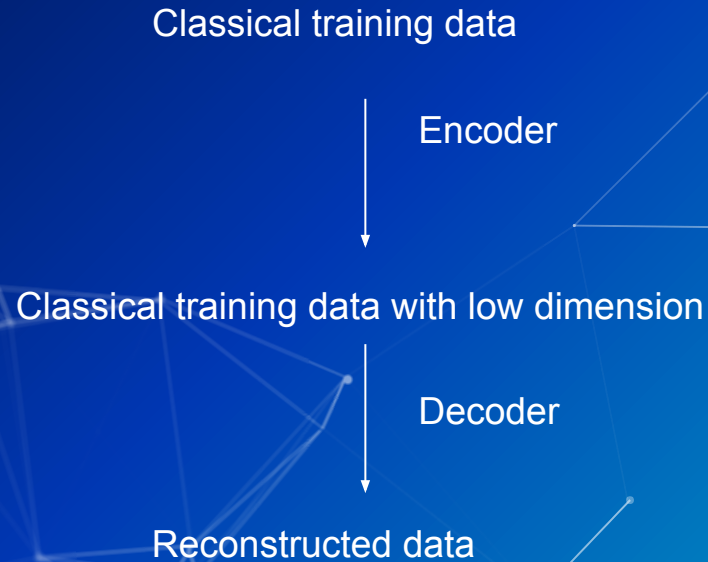 Classical training data
Encoder
Classical training data with low dimension
Decoder
Reconstructed data